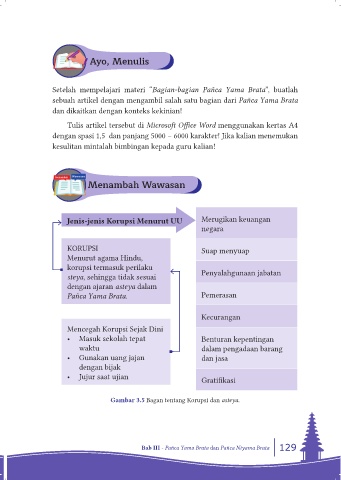 Ayo, Menulis
Setelah mempelajari materi "Bagian-bagian Pañca Yama Brata", buatlah
sebuah artikel dengan mengambil salah satu bagian dari Pañca Yama Brata
dan dikaitkan dengan konteks kekinian!
Tulis artikel tersebut di Microsoft Office Word menggunakan kertas A4
dengan spasi 1,5 dan panjang 5000 – 6000 karakter! Jika kalian menemukan
kesulitan mintalah bimbingan kepada guru kalian!
Menambah Wawasan
Jenis-jenis Korupsi Menurut UU
KORUPSI
Menurut agama Hindu,
korupsi termasuk perilaku
steya, sehingga tidak sesuai
dengan ajaran asteya dalam
Pañca Yama Brata.
Mencegah Korupsi Sejak Dini
• Masuk sekolah tepat
waktu
• Gunakan uang jajan
dengan bijak
• Jujur saat ujian
Merugikan keuangan
negara
Suap menyuap
Penyalahgunaan jabatan
Pemerasan
Kecurangan
Benturan kepentingan
dalam pengadaan barang
dan jasa
Gratifikasi
Gambar 3.5 Bagan tentang Korupsi dan asteya.
Bab III - Pañca Yama Brata dan Pañca Niyama Brata 129